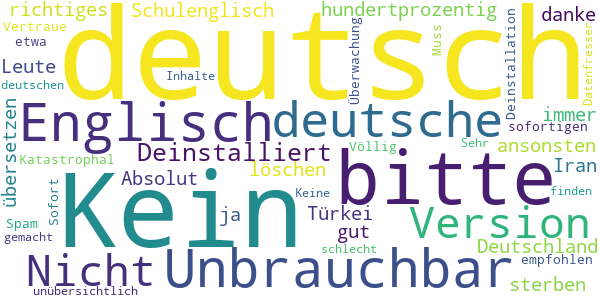 richtiges Schulenglisch hundertprozentig danke
Vertraue
etwa
deutsch
Muss
Überwachung
Deinstallation
Datenfresser
Leute
Inhalte
deutschen
übersetzen
Englisch deutsche immer
sofortigen
Deinstalliert Völlig Sehr ansonsten
Katastrophal löschen bitte Iran
Kein
Absolut Keine finden
Sofort
Spam ja Türkei Version
gemacht gut
schlecht Deutschland
Nicht Unbrauchbar empfohlen
sterben
unübersichtlich